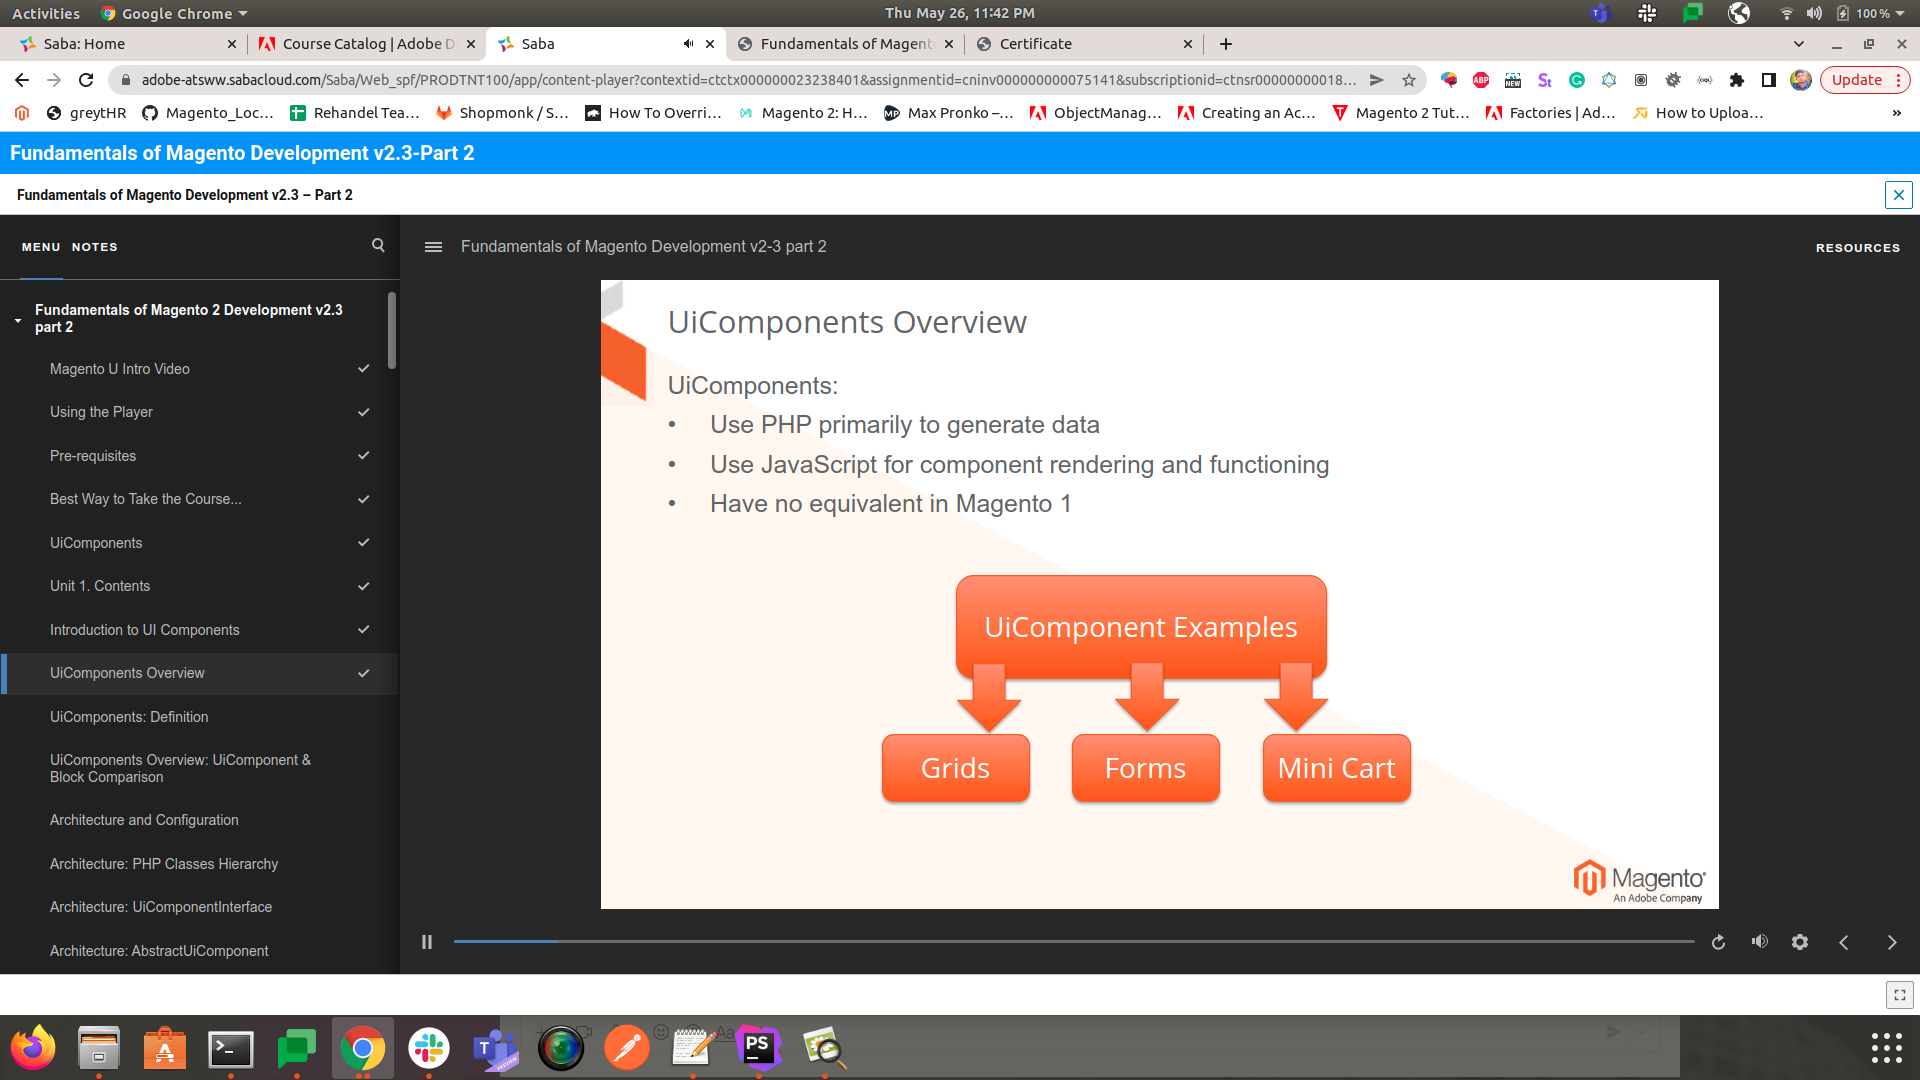 Activities Google Chrome Thu May 26, 11:42 PM 100 %
Saba: Home Course Catalog | Adobe D Saba Fundamentals of Magent Certificate
adobe-atsww.sabacloud.com/Saba/Web_spf/PRODTNT100/app/content-player?contextid=ctctx000000023238401&assignmentid=cninv000000000075141&subscriptionid=ctnsr00000000018... ABP NEW St Update
greytHR Magento_Loc... Rehandel Tea... Shopmonk / S... How To Overri... Magento 2: H... MP Max Pronko –... ObjectManag... Creating an Ac... Magento 2 Tut... Factories | Ad... How to Uploa... »
Fundamentals of Magento Development v2.3-Part 2
Fundamentals of Magento Development v2.3 – Part 2
MENU NOTES
Fundamentals of Magento Development v2-3 part 2
RESOURCES
Fundamentals of Magento 2 Development v2.3
part 2
Magento U Intro Video
Using the Player
Pre-requisites
Best Way to Take the Course...
UiComponents
Unit 1. Contents
Introduction to UI Components
UiComponents Overview
UiComponents: Definition
UiComponents Overview: UiComponent &
Block Comparison
Architecture and Configuration
Architecture: PHP Classes Hierarchy
Architecture: UiComponentInterface
Architecture: AbstractUiComponent
UiComponents Overview
UiComponents:
• Use PHP primarily to generate data
• Use JavaScript for component rendering and functioning
• Have no equivalent in Magento 1
UiComponent Examples
Grids Forms Mini Cart
Magento
An Adobe Company
PS